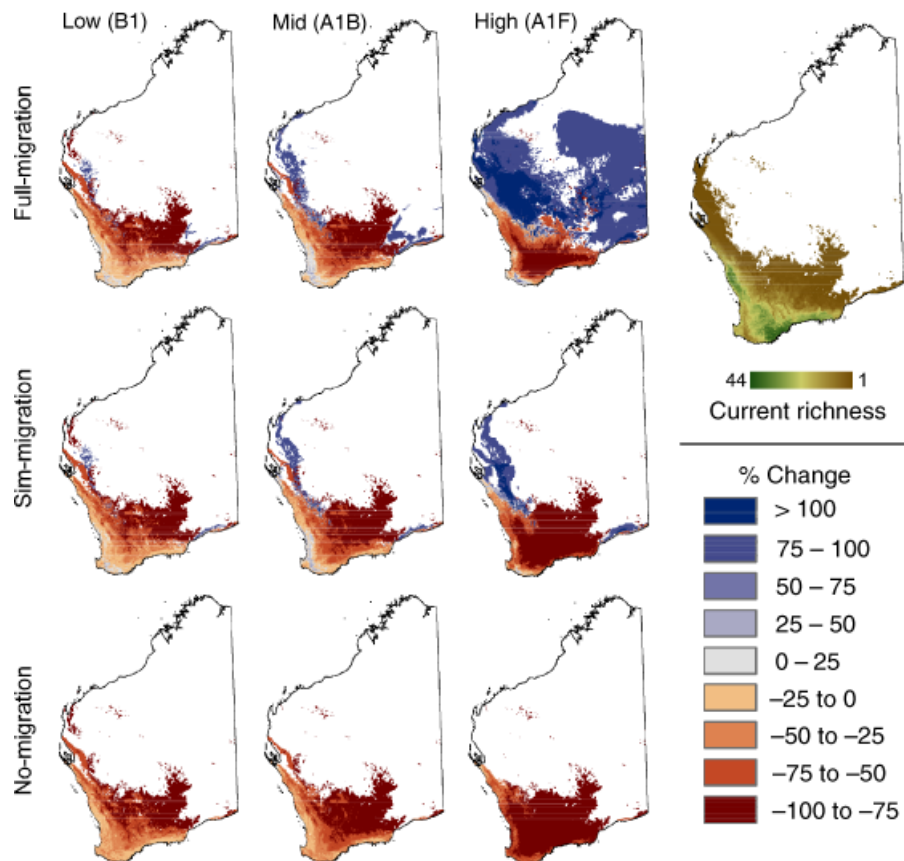 Low (B1)
Mid (A1B)
High (A1F)
Full-migration
Sim-migration
No-migration
44
1
Current richness
% Change
> 100
75 – 100
50 – 75
25 – 50
0 – 25
–25 to 0
–50 to –25
–75 to –50
–100 to –75